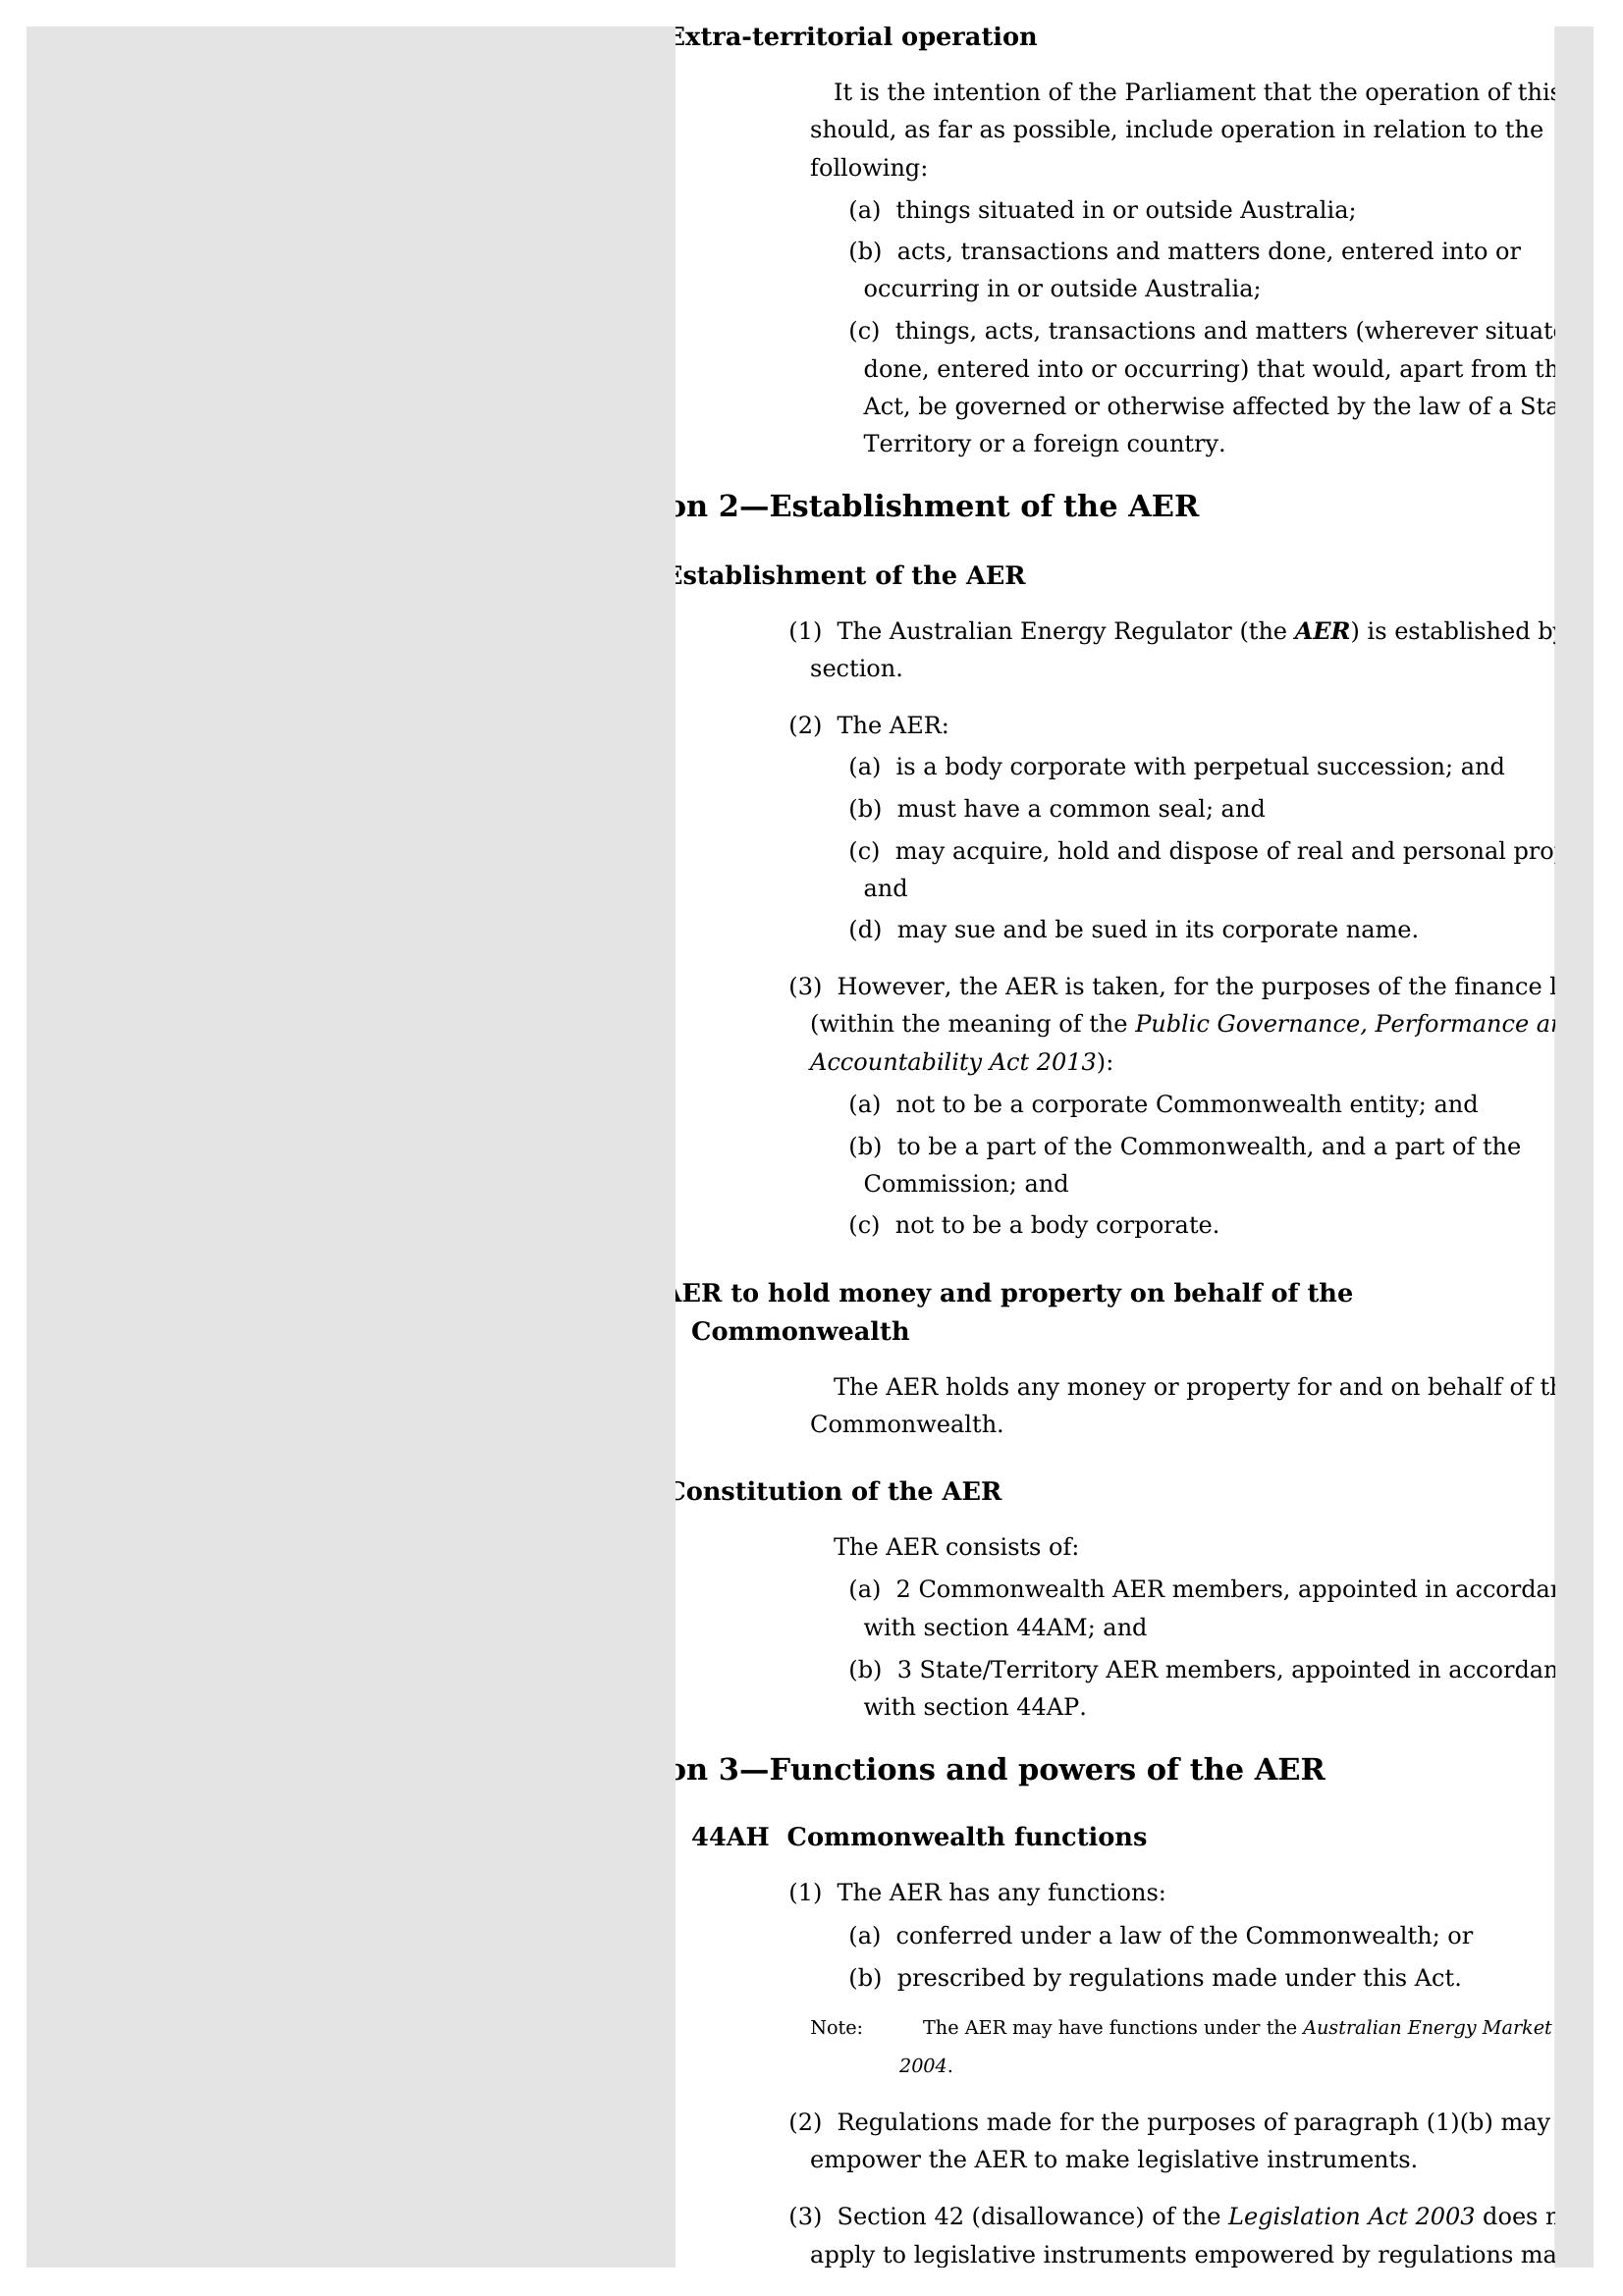 Extra-territorial operation
It is the intention of the Parliament that the operation of this
should, as far as possible, include operation in relation to the
following:
(a) things situated in or outside Australia;
(b) acts, transactions and matters done, entered into or
occurring in or outside Australia;
(c) things, acts, transactions and matters (wherever
done, entered into or occurring) that would, apart from
Act, be governed or otherwise affected by the law of a
Territory or a foreign country.
on 2—Establishment of the AER
Establishment of the AER
(1) The Australian Energy Regulator (the AER) is established by
section.
(2) The AER:
(a) is a body corporate with perpetual succession; and
(b) must have a common seal; and
(c) may acquire, hold and dispose of real and personal
and
(d) may sue and be sued in its corporate name.
(3) However, the AER is taken, for the purposes of the finance
(within the meaning of the Public Governance, Performance
Accountability Act 2013):
(a) not to be a corporate Commonwealth entity; and
(b) to be a part of the Commonwealth, and a part of the
Commission; and
(c) not to be a body corporate.
AER to hold money and property on behalf of the
Commonwealth
The AER holds any money or property for and on behalf of
Commonwealth.
Constitution of the AER
The AER consists of:
(a) 2 Commonwealth AER members, appointed in
with section 44AM; and
(b) 3 State/Territory AER members, appointed in
with section 44AP.
on 3—Functions and powers of the AER
44AH Commonwealth functions
(1) The AER has any functions:
(a) conferred under a law of the Commonwealth; or
(b) prescribed by regulations made under this Act.
Note: The AER may have functions under the Australian Energy Market
2004.
(2) Regulations made for the purposes of paragraph (1)(b) may
empower the AER to make legislative instruments.
(3) Section 42 (disallowance) of the Legislation Act 2003 does
apply to legislative instruments empowered by regulations